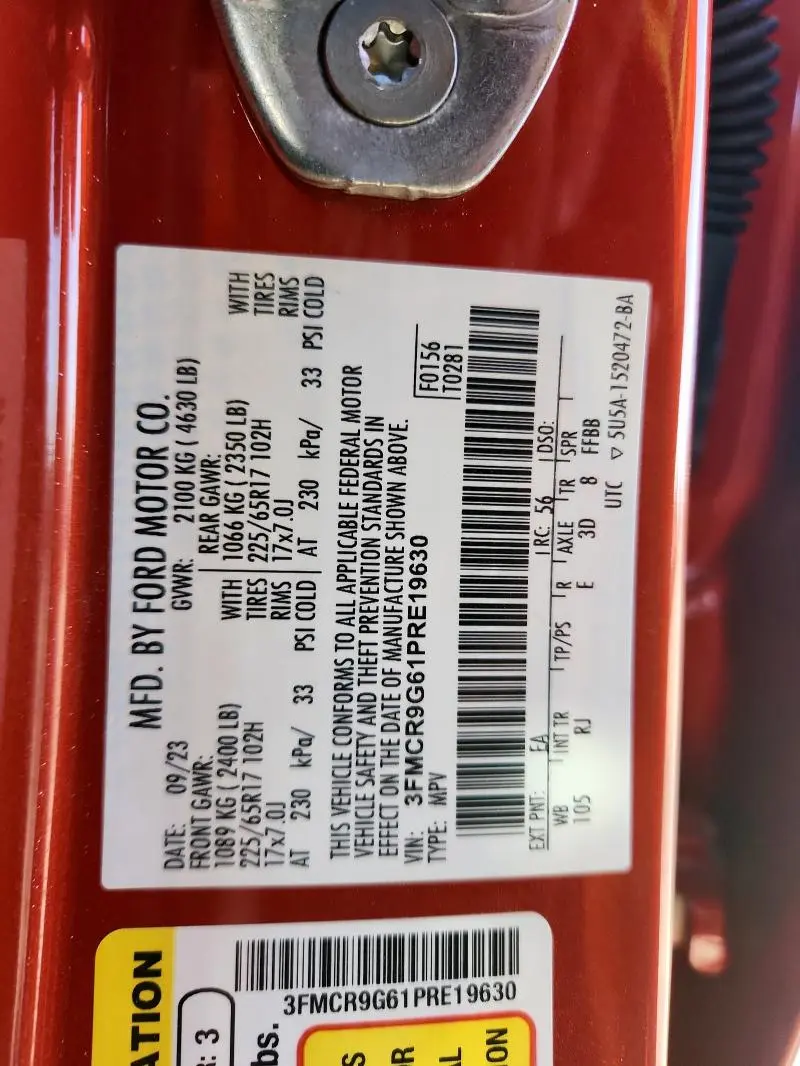 MFD. BY FORD MOTOR CO.
DATE: 09/23 GVWR: 2100 KG ( 4630 LB)
FRONT GAWR: REAR GAWR:
1089 KG ( 2400 LB) WITH 1066 KG ( 2350 LB) WITH
225/65R17 102H TIRES 225/65R17 102H TIRES
17x7.0J RIMS 17x7.0J RIMS
AT 230 kPa/ 33 PSI COLD AT 230 kPa/ 33 PSI COLD
THIS VEHICLE CONFORMS TO ALL APPLICABLE FEDERAL MOTOR
VEHICLE SAFETY AND THEFT PREVENTION STANDARDS IN
EFFECT ON THE DATE OF MANUFACTURE SHOWN ABOVE.
VIN: 3FMCR9G61PRE19630 F0156
TYPE: MPV T0281
EXT PNT: EA RC: 56 DSO:
WB INT TR TP/PS R AXLE TR SPR
105 RJ E 3D 8 FFBB
UTC ▽ 5U5A-1520472-BA
ATION
R: 3
3FMCR9G61PRE19630
bs.
S
R
AL
ION